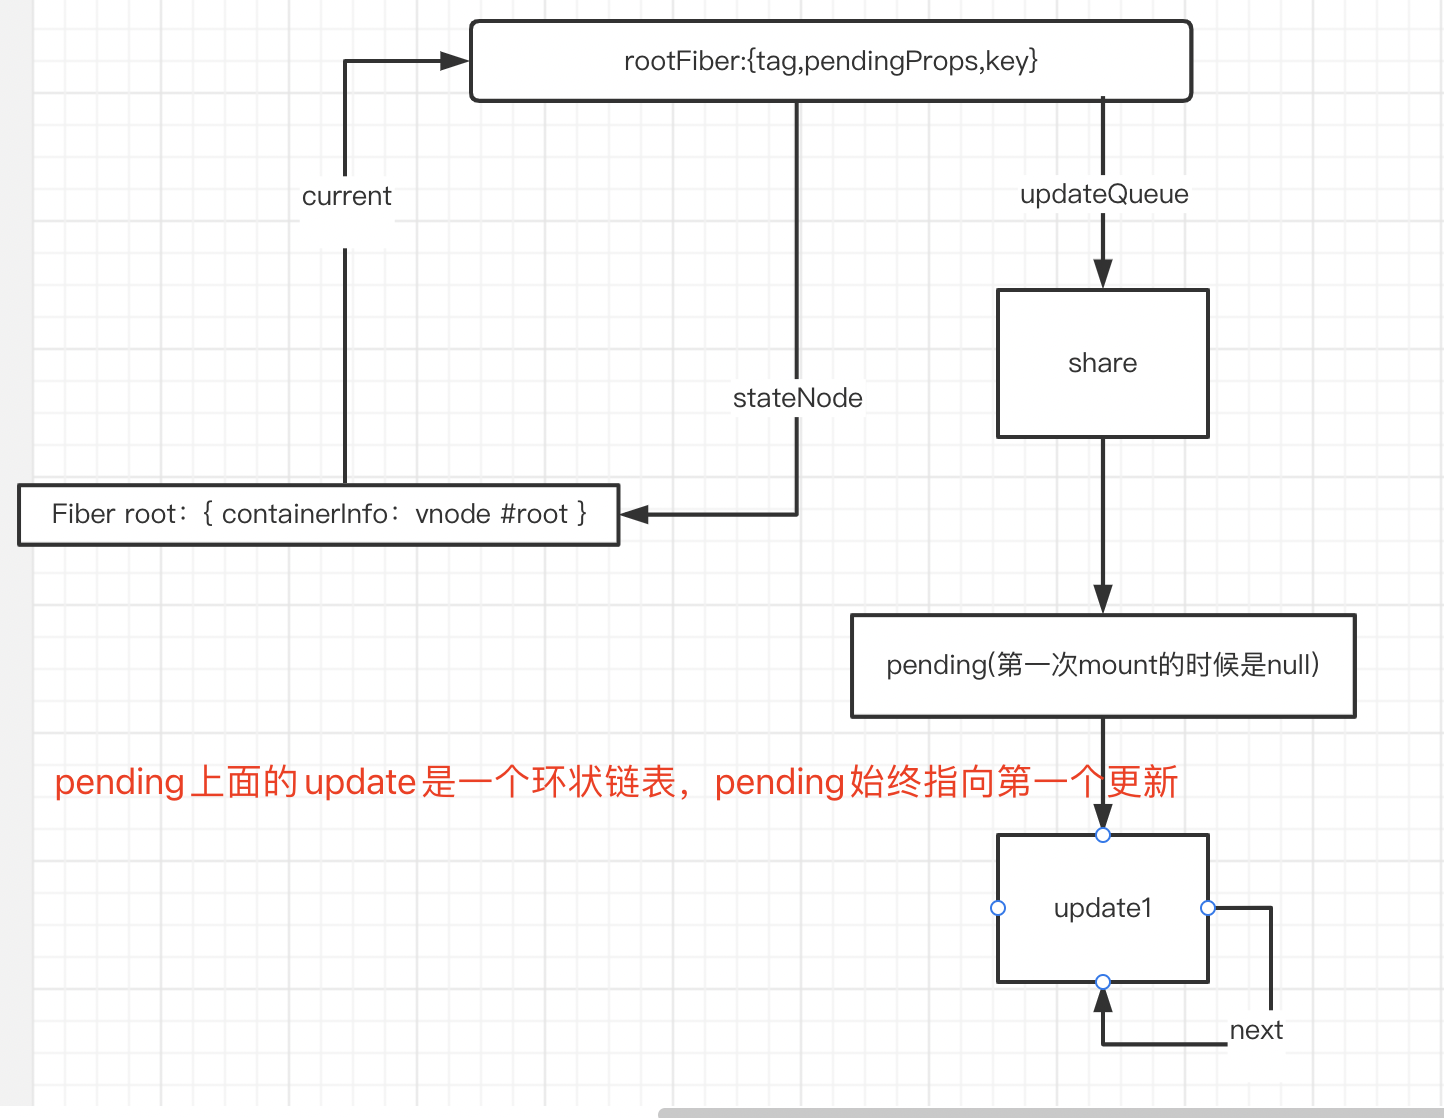 rootFiber:{tag,pendingProps,key}
current
updateQueue
share
stateNode
Fiber root：{ containerInfo：vnode #root }
pending(第一次mount的时候是null)
pending上面的update是一个环状链表，pending始终指向第一个更新
update1
next